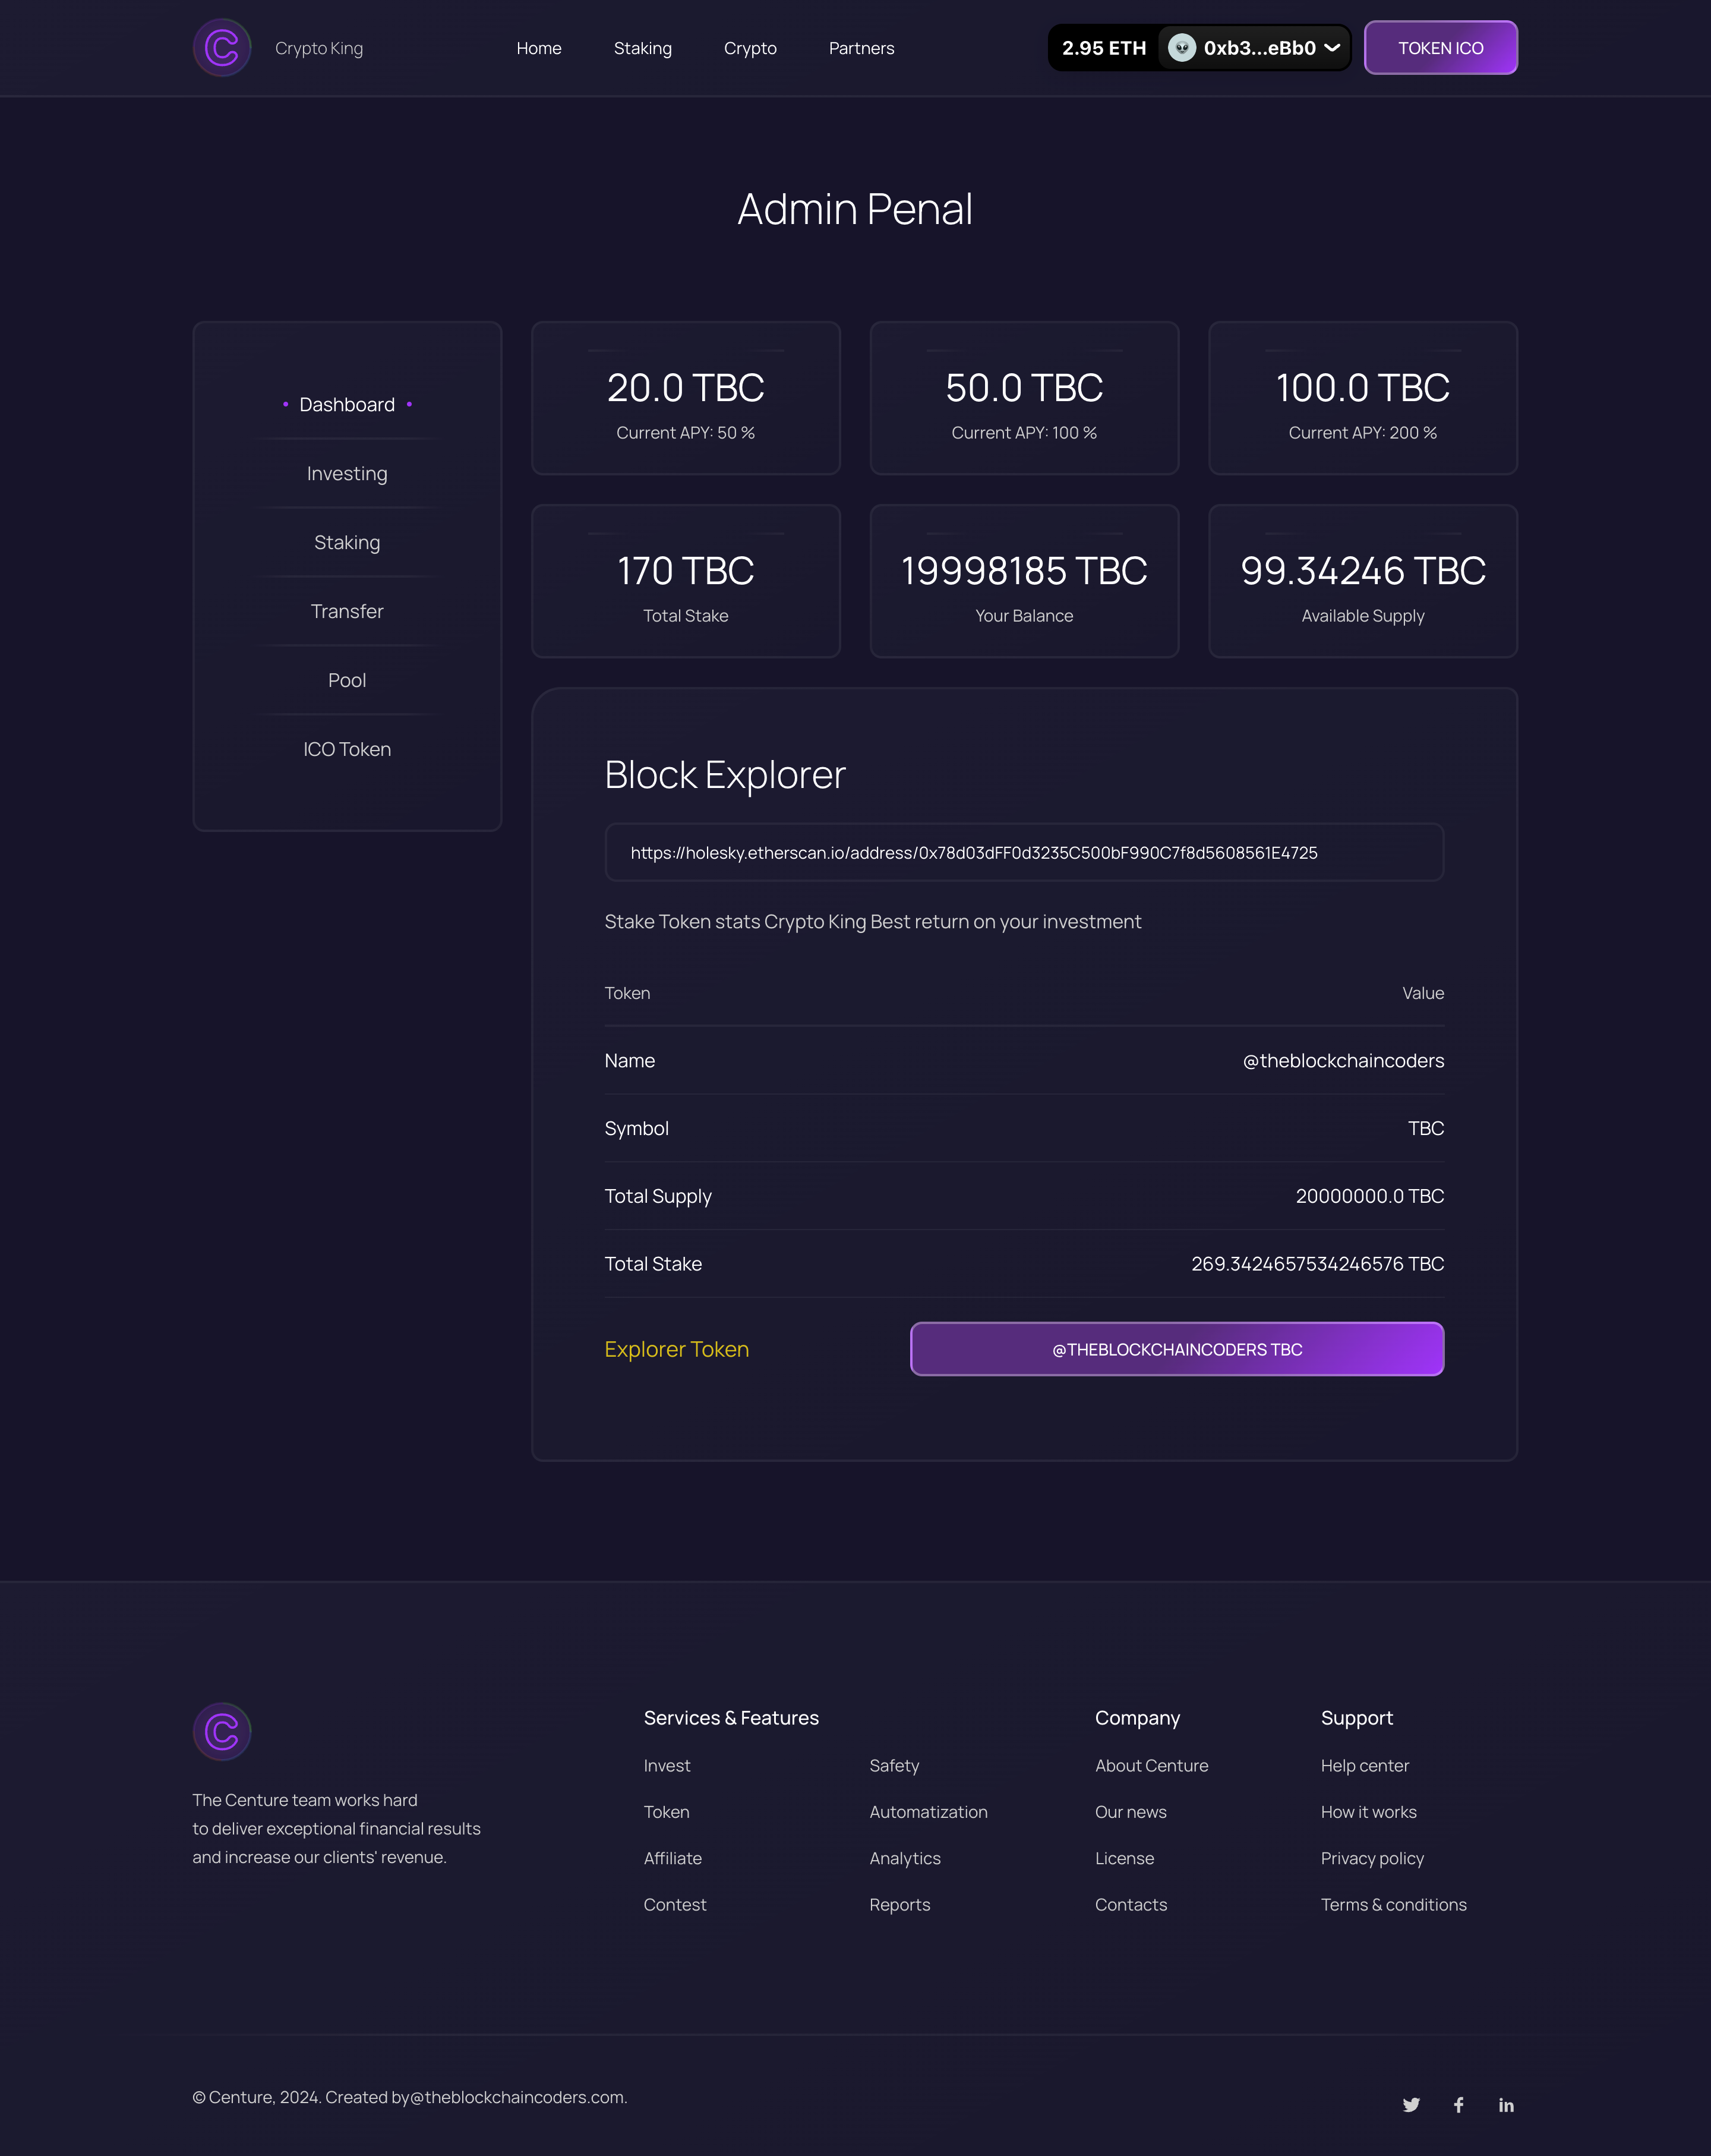 C
Crypto King
Home
Staking
Crypto
Partners
2.95 ETH
0xb3...eBb0
TOKEN ICO
Admin Penal
Dashboard
Investing
Staking
Transfer
Pool
ICO Token
20.0 TBC
Current APY: 50 %
50.0 TBC
Current APY: 100 %
100.0 TBC
Current APY: 200 %
170 TBC
Total Stake
19998185 TBC
Your Balance
99.34246 TBC
Available Supply
Block Explorer
https://holesky.etherscan.io/address/0x78d03dFF0d3235C500bF990C7f8d5608561E4725
Stake Token stats Crypto King Best return on your investment
Token Value
Name @theblockchaincoders
Symbol TBC
Total Supply 20000000.0 TBC
Total Stake 269.3424657534246576 TBC
Explorer Token
@THEBLOCKCHAINCODERS TBC
C
The Centure team works hard
to deliver exceptional financial results
and increase our clients' revenue.
Services & Features
Invest
Token
Affiliate
Contest
Safety
Automatization
Analytics
Reports
Company
About Centure
Our news
License
Contacts
Support
Help center
How it works
Privacy policy
Terms & conditions
© Centure, 2024. Created by@theblockchaincoders.com.